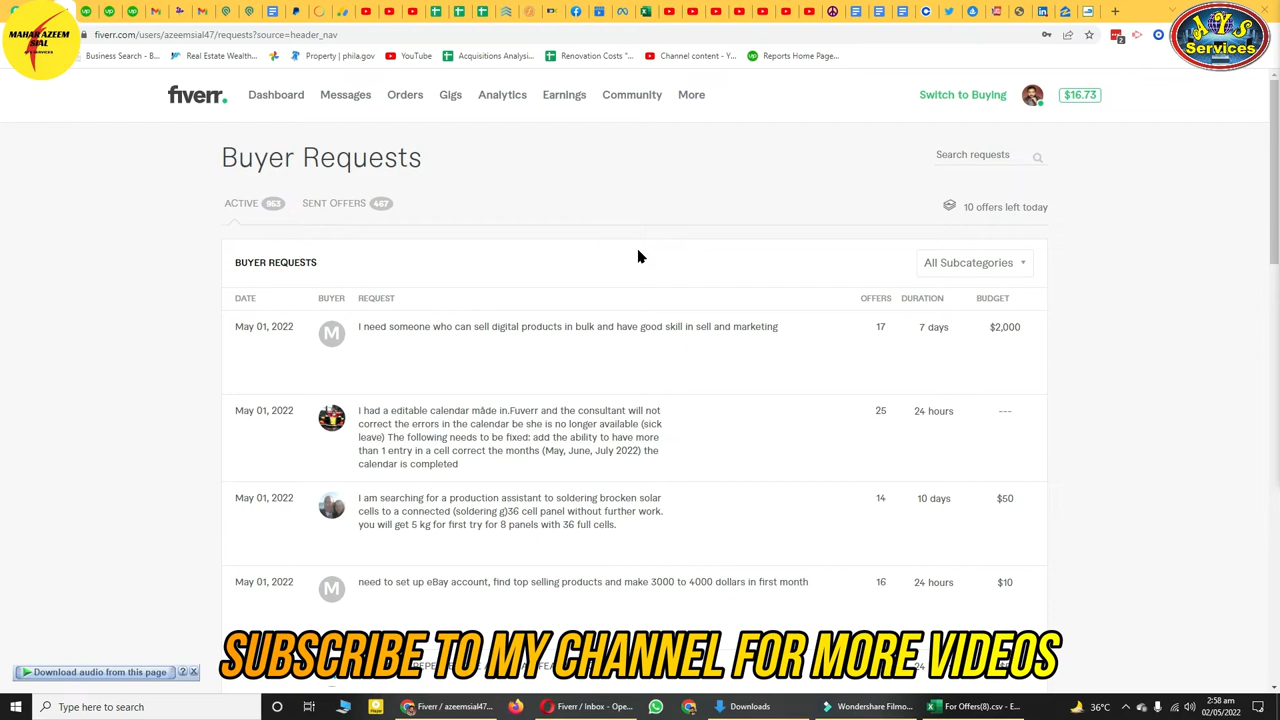 MAHAR AZEEM
SIAL
AYS SERVICES
AYS
Services
fiverr.com/users/azeemsial47/requests?source=header_nav
Business Search - B...
Real Estate Wealth...
Property | phila.gov
YouTube
Acquisitions Analysi...
Renovation Costs "...
Channel content - Y...
Reports Home Page...
fiverr.
Dashboard
Messages
Orders
Gigs
Analytics
Earnings
Community
More
Switch to Buying
$16.73
Buyer Requests
Search requests
ACTIVE 953
SENT OFFERS 467
10 offers left today
BUYER REQUESTS
All Subcategories
DATE BUYER REQUEST OFFERS DURATION BUDGET
May 01, 2022 M I need someone who can sell digital products in bulk and have good skill in sell and marketing 17 7 days $2,000
May 01, 2022 I had a editable calendar måde in.Fuverr and the consultant will not 25 24 hours ---
correct the errors in the calendar be she is no longer available (sick
leave) The following needs to be fixed: add the ability to have more
than 1 entry in a cell correct the months (May, June, July 2022) the
calendar is completed
May 01, 2022 I am searching for a production assistant to soldering brocken solar 14 10 days $50
cells to a connected (soldering g)36 cell panel without further work.
you will get 5 kg for first try for 8 panels with 36 full cells.
May 01, 2022 M need to set up eBay account, find top selling products and make 3000 to 4000 dollars in first month 16 24 hours $10
SUBSCRIBE TO MY CHANNEL FOR MORE VIDEOS
Download audio from this page ? X
Type here to search
Fiverr / azeemsial47...
Fiverr / Inbox - Ope...
Downloads
Wondershare Filmo...
For Offers(8).csv - E...
36°C
2:58 am
02/05/2022